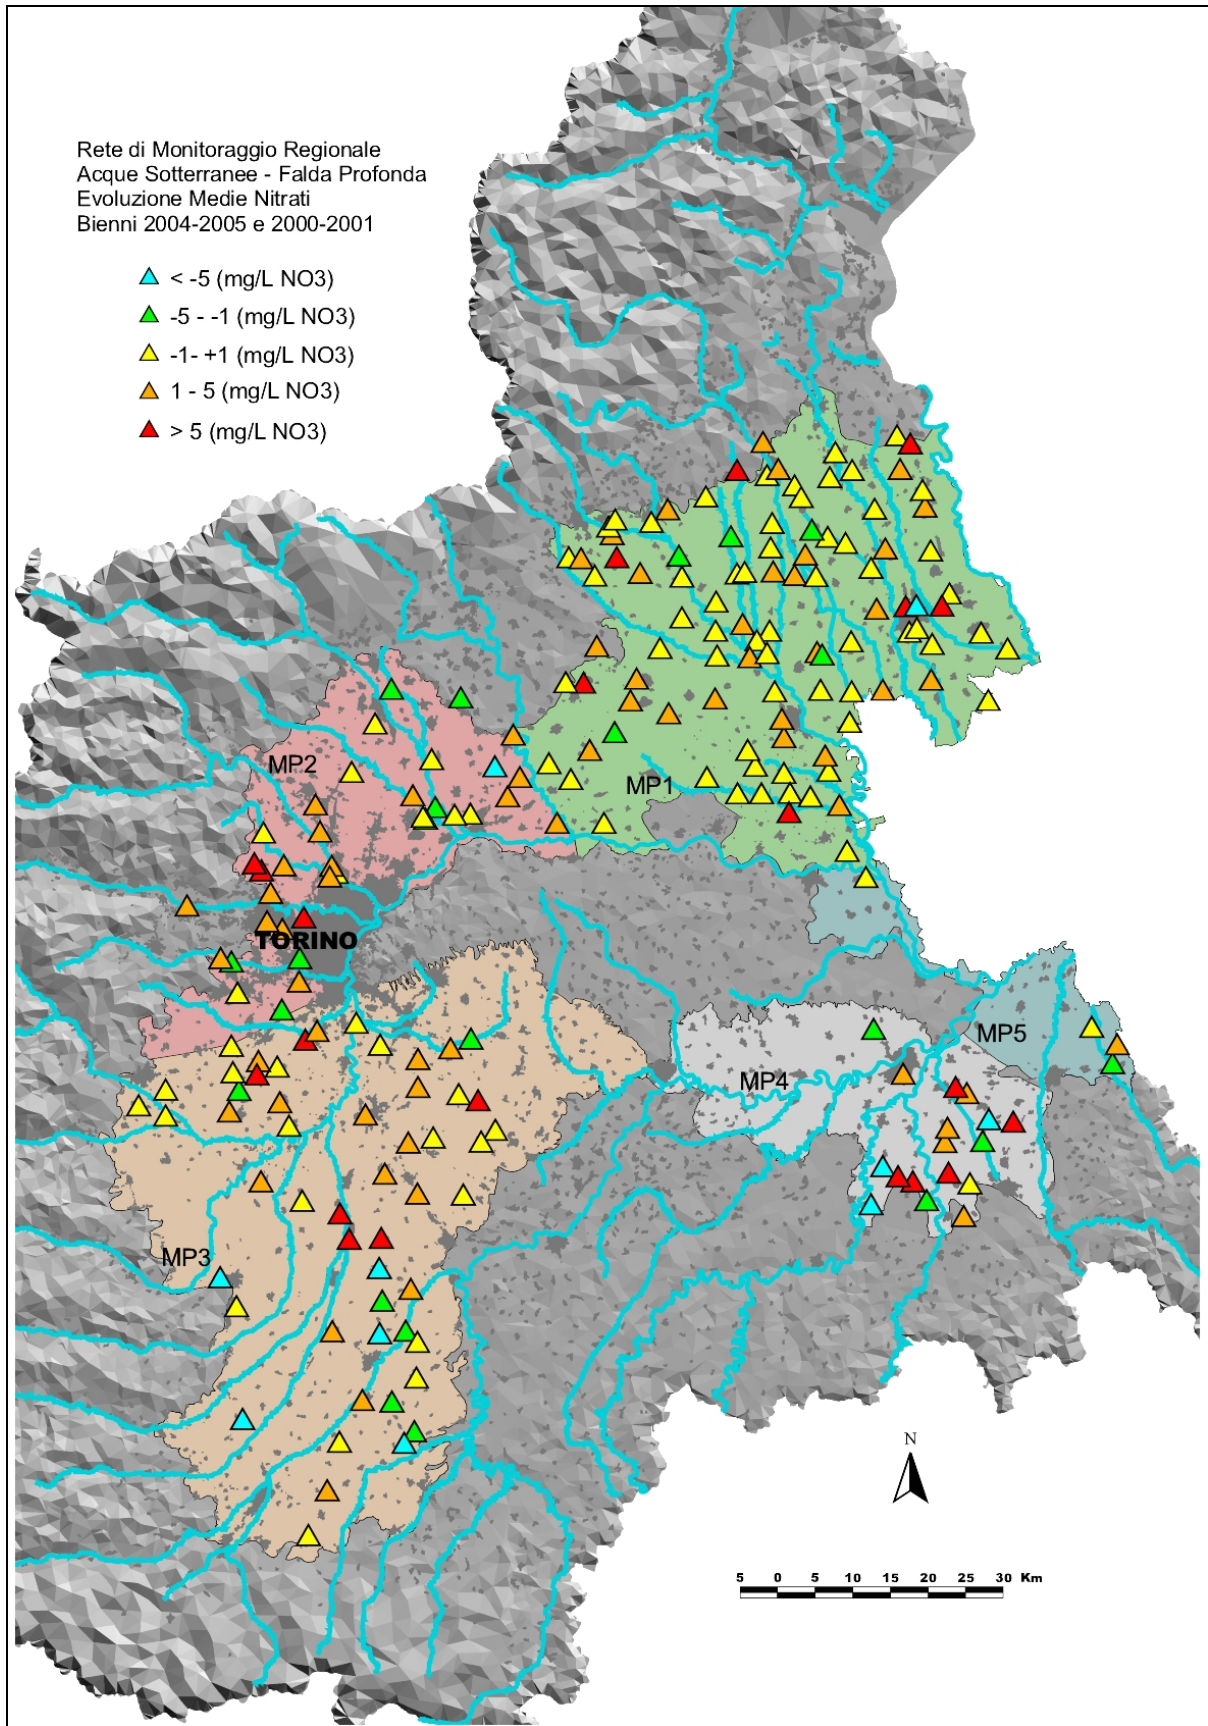 Rete di Monitoraggio Regionale
Acque Sotterranee - Falda Profonda
Evoluzione Medie Nitrati
Bienni 2004-2005 e 2000-2001
< -5 (mg/L NO3)
-5 - -1 (mg/L NO3)
-1- +1 (mg/L NO3)
1 - 5 (mg/L NO3)
> 5 (mg/L NO3)
MP2
MP1
TORINO
MP5
MP4
MP3
N
5 0 5 10 15 20 25 30 Km